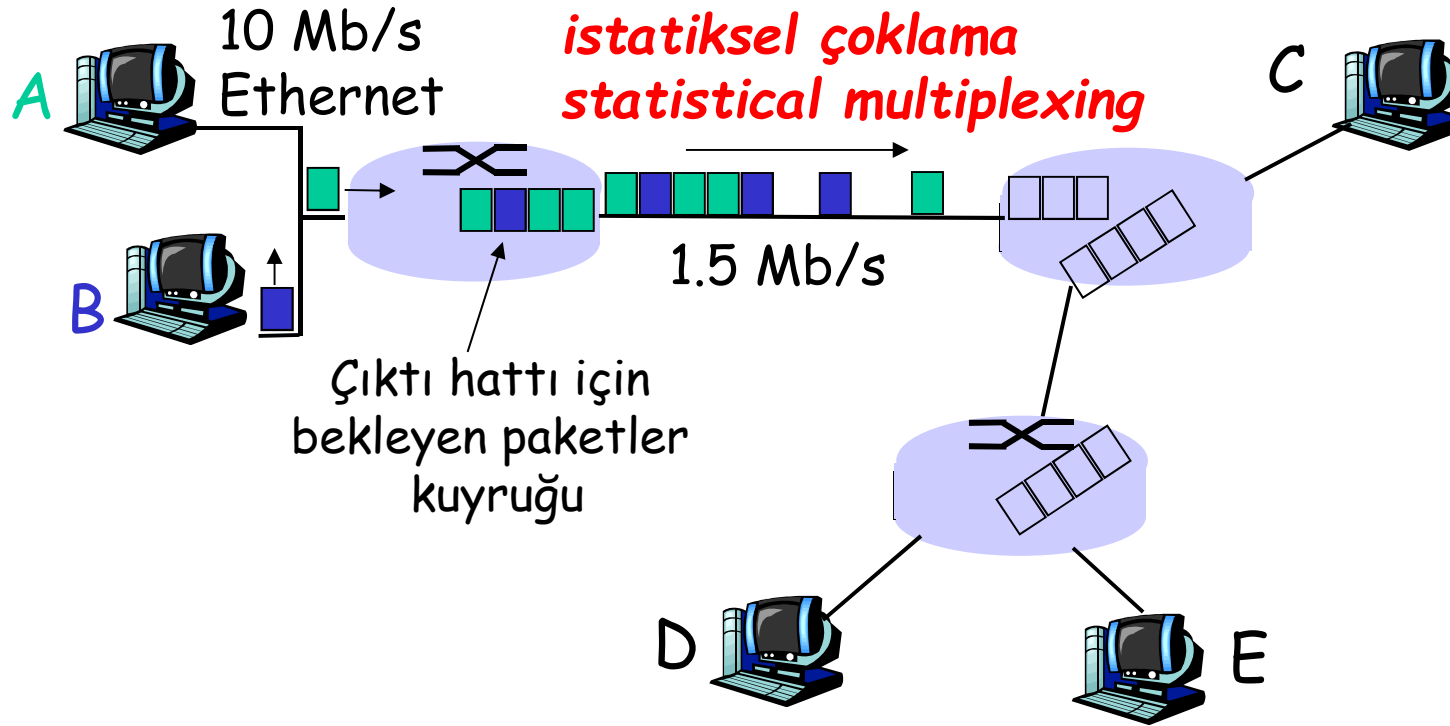 10 Mb/s
Ethernet
istatiksel çoklama
statistical multiplexing
A
B
C
1.5 Mb/s
Çıktı hattı için
bekleyen paketler
kuyruğu
D
E